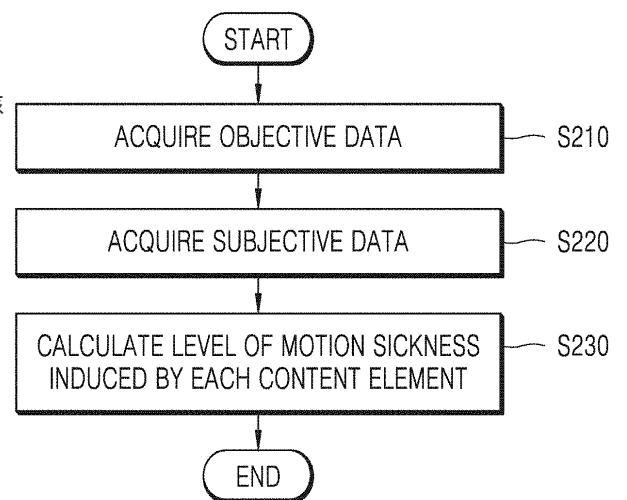 START
ACQUIRE OBJECTIVE DATA
S210
ACQUIRE SUBJECTIVE DATA
S220
CALCULATE LEVEL OF MOTION SICKNESS
INDUCED BY EACH CONTENT ELEMENT
S230
END